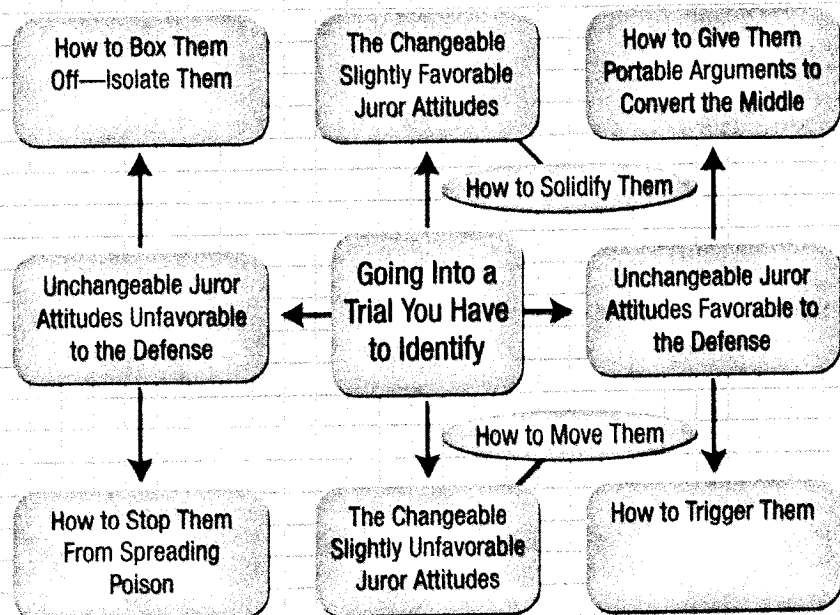 How to Box Them
Off—Isolate Them
The Changeable
Slightly Favorable
Juror Attitudes
How to Give Them
Portable Arguments to
Convert the Middle
How to Solidify Them
Unchangeable Juror
Attitudes Unfavorable
to the Defense
Going Into a
Trial You Have
to Identify
Unchangeable Juror
Attitudes Favorable to
the Defense
How to Move Them
How to Stop Them
From Spreading
Poison
The Changeable
Slightly Unfavorable
Juror Attitudes
How to Trigger Them